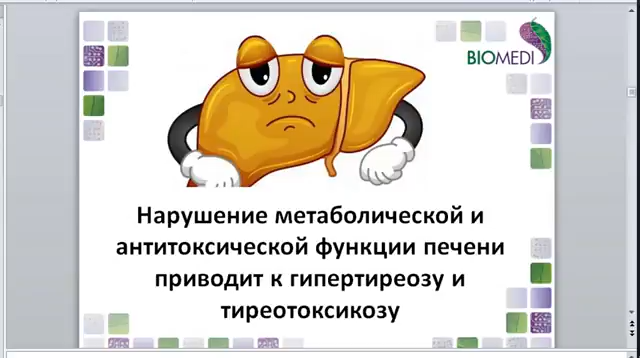 BIOMEDI
Нарушение метаболической и
антитоксической функции печени
приводит к гипертиреозу и
тиреотоксикозу